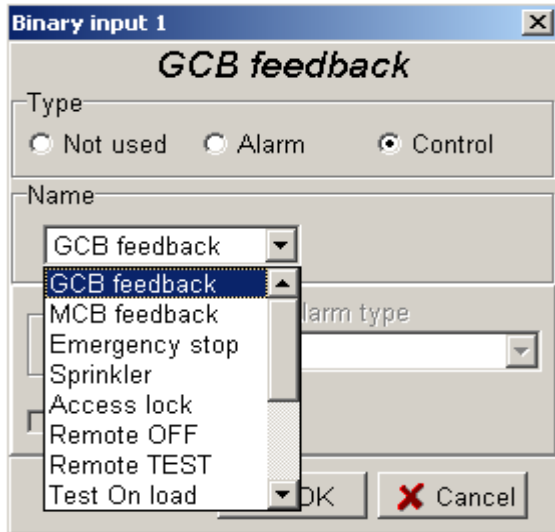 Binary input 1
GCB feedback
Type
Not used Alarm Control
Name
GCB feedback
GCB feedback
MCB feedback
larm type
Emergency stop
Sprinkler
Access lock
Remote OFF
Remote TEST
Test On load
OK Cancel